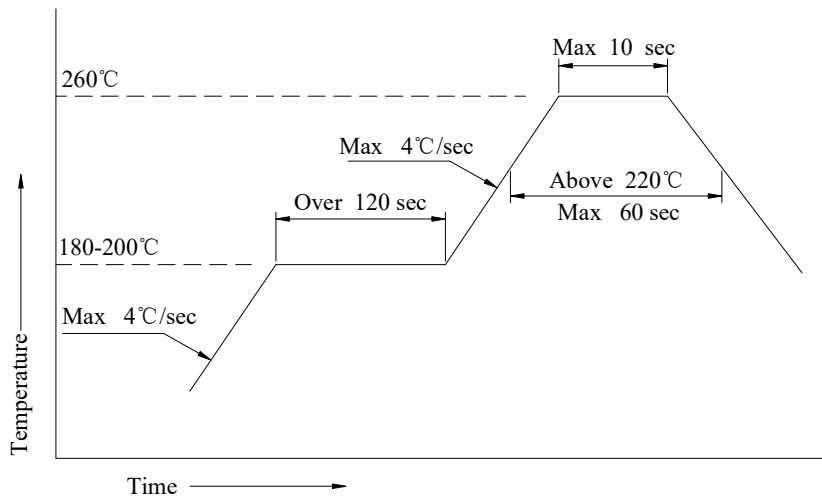 Max 10 sec
260℃
Max 4℃/sec
Above 220℃
Over 120 sec
Max 60 sec
180-200℃
Max 4℃/sec
Temperature
Time